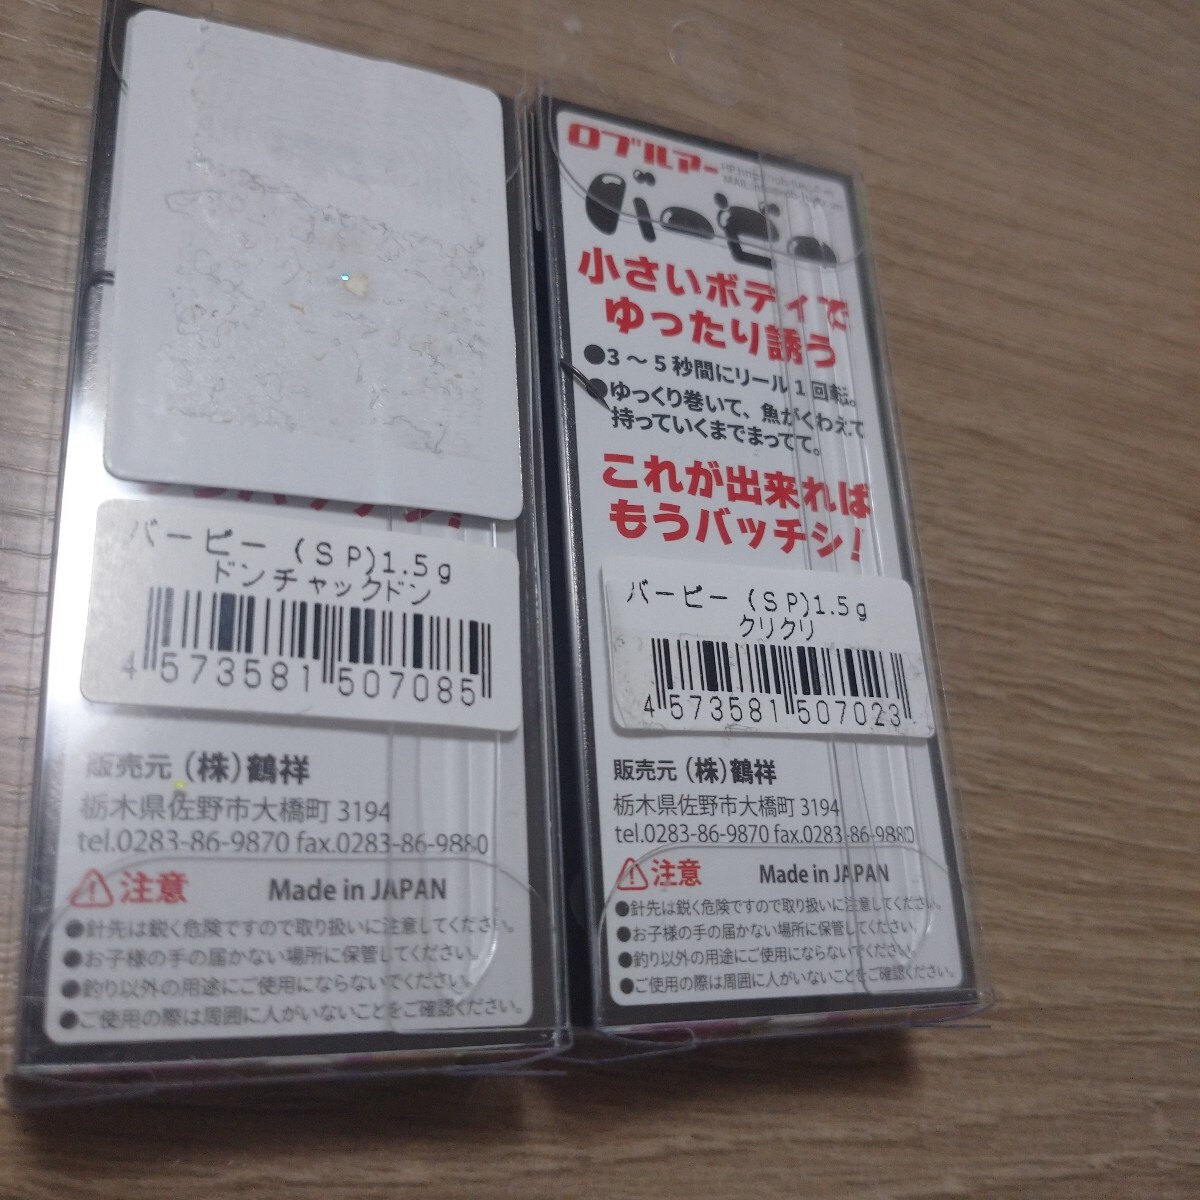 バービー (SP)1.5g
ドンチャックドン
4 573581 507085
販売元 (株)鶴祥
栃木県佐野市大橋町 3194
tel.0283-86-9870 fax.0283-86-9880
注意 Made in JAPAN
●針先は鋭く危険ですので取り扱いに注意してください。
●お子様の手の届かない場所に保管してください。
●釣り以外の用途にご使用にならないでください。
●ご使用の際は周囲に人がいないことをご確認ください。
ロブルアー
バービー
小さいボディで
ゆったり誘う
●3～5秒間にリール1回転。
●ゆっくり巻いて、魚がくわえて
持っていくまでまってて。
これが出来れば
もうバッチシ!
バービー (SP)1.5g
クリクリ
4 573581 507023
販売元 (株)鶴祥
栃木県佐野市大橋町 3194
tel.0283-86-9870 fax.0283-86-9880
注意 Made in JAPAN
●針先は鋭く危険ですので取り扱いに注意してください。
●お子様の手の届かない場所に保管してください。
●釣り以外の用途にご使用にならないでください。
●ご使用の際は周囲に人がいないことをご確認ください。